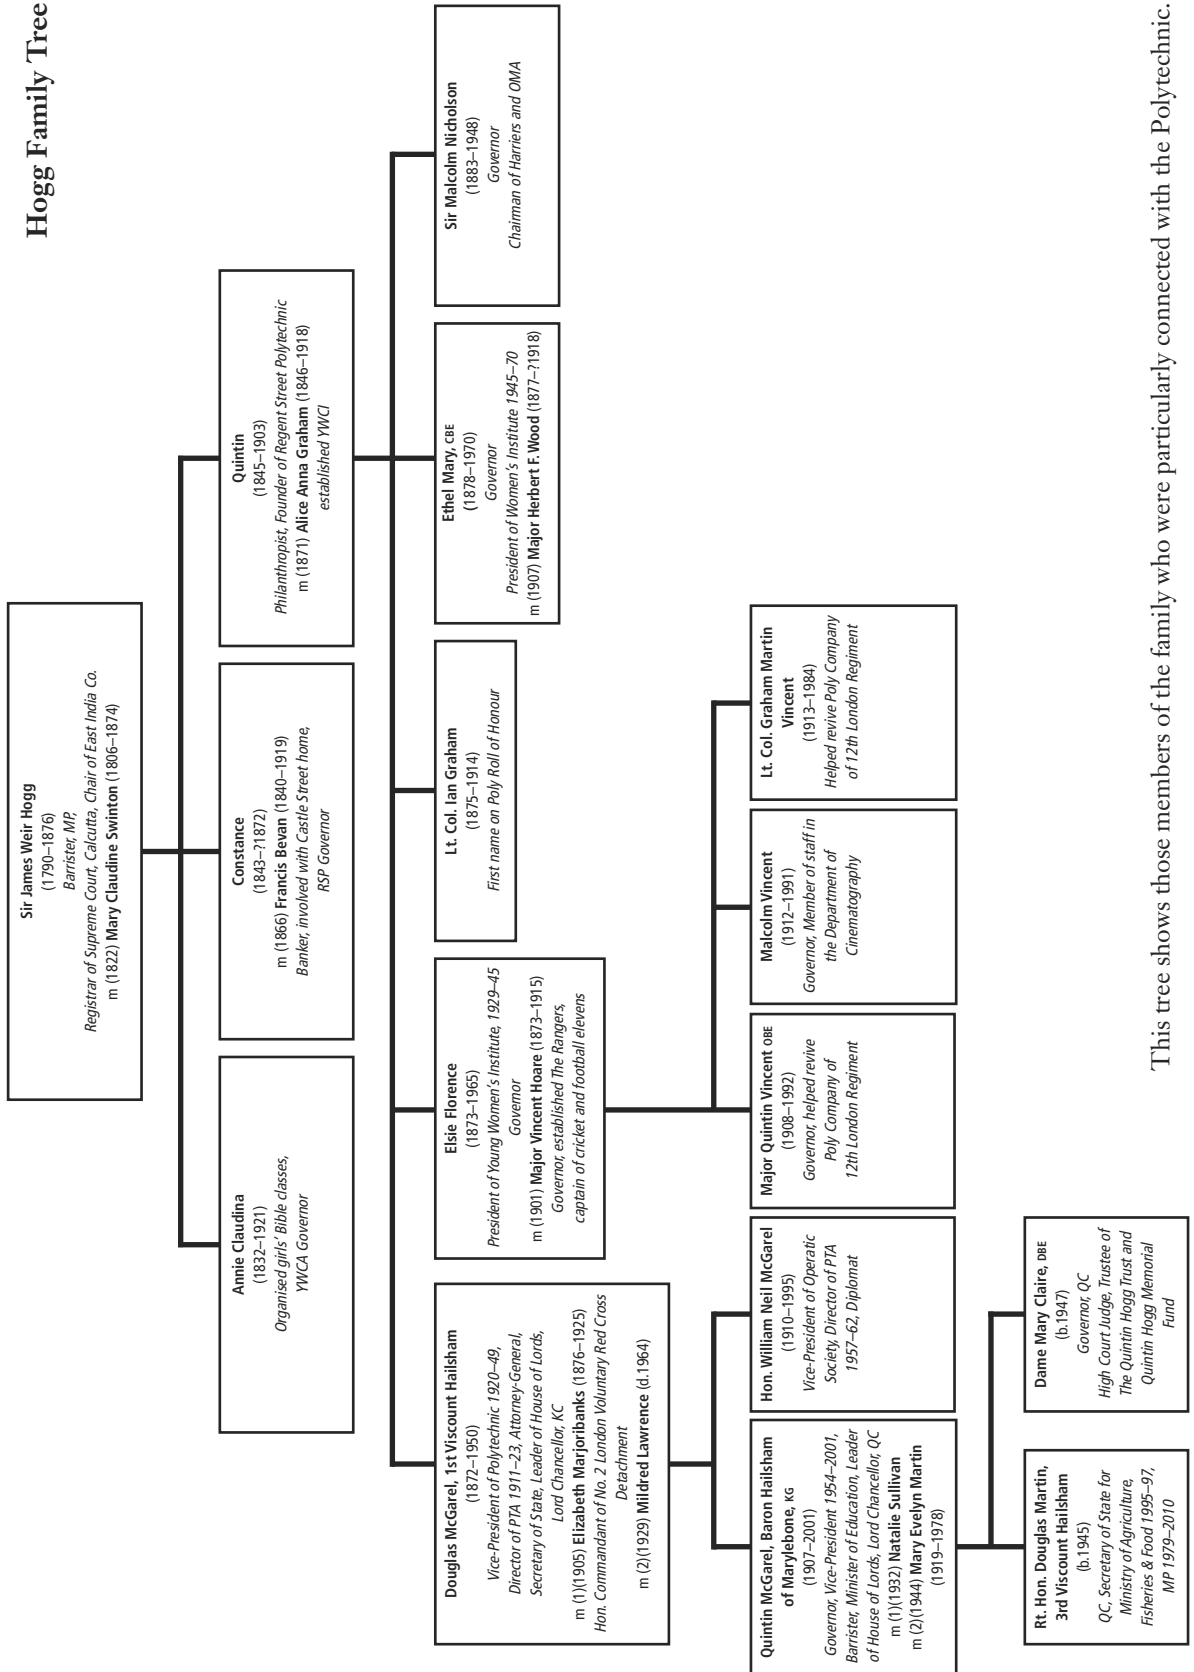 Hogg Family Tree
Sir James Weir Hogg
(1790–1876)
Barrister, MP,
Registrar of Supreme Court, Calcutta, Chair of East India Co.
m (1822) Mary Claudine Swinton (1806–1874)
Annie Claudina
(1832–1921)
Organised girls' Bible classes,
YWCA Governor
Constance
(1843–?1872)
m (1866) Francis Bevan (1840–1919)
Banker, involved with Castle Street home,
RSP Governor
Quintin
(1845–1903)
Philanthropist, Founder of Regent Street Polytechnic
m (1871) Alice Anna Graham (1846–1918)
established YWCI
Douglas McGarel, 1st Viscount Hailsham
(1872–1950)
Vice-President of Polytechnic 1920–49,
Director of PTA 1911–23, Attorney-General,
Secretary of State, Leader of House of Lords,
Lord Chancellor, KC
m (1)(1905) Elizabeth Marjoribanks (1876–1925)
Hon. Commandant of No. 2 London Voluntary Red Cross
Detachment
m (2)(1929) Mildred Lawrence (d.1964)
Elsie Florence
(1873–1965)
President of Young Women's Institute, 1929–45
Governor
m (1901) Major Vincent Hoare (1873–1915)
Governor, established The Rangers,
captain of cricket and football elevens
Lt. Col. Ian Graham
(1875–1914)
First name on Poly Roll of Honour
Ethel Mary, CBE
(1878–1970)
Governor
President of Women's Institute 1945–70
m (1907) Major Herbert F. Wood (1877–?1918)
Sir Malcolm Nicholson
(1883–1948)
Governor
Chairman of Harriers and OMA
Quintin McGarel, Baron Hailsham
of Marylebone, KG
(1907–2001)
Governor, Vice-President 1954–2001,
Barrister, Minister of Education, Leader
of House of Lords, Lord Chancellor, QC
m (1)(1932) Natalie Sullivan
m (2)(1944) Mary Evelyn Martin
(1919–1978)
Hon. William Neil McGarel
(1910–1995)
Vice-President of Operatic
Society, Director of PTA
1957–62, Diplomat
Major Quintin Vincent OBE
(1908–1992)
Governor, helped revive
Poly Company of
12th London Regiment
Malcolm Vincent
(1912–1991)
Governor, Member of staff in
the Department of
Cinematography
Lt. Col. Graham Martin
Vincent
(1913–1984)
Helped revive Poly Company
of 12th London Regiment
Rt. Hon. Douglas Martin,
3rd Viscount Hailsham
(b.1945)
QC, Secretary of State for
Ministry of Agriculture,
Fisheries & Food 1995–97,
MP 1979–2010
Dame Mary Claire, DBE
(b.1947)
Governor, QC
High Court Judge, Trustee of
The Quintin Hogg Trust and
Quintin Hogg Memorial
Fund
This tree shows those members of the family who were particularly connected with the Polytechnic.